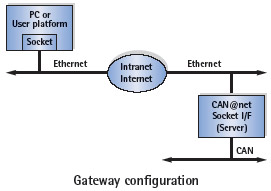 PC or
User platform
Socket
Ethernet
Intranet
Internet
Ethernet
CAN@net
Socket I/F
(Server)
CAN
Gateway configuration